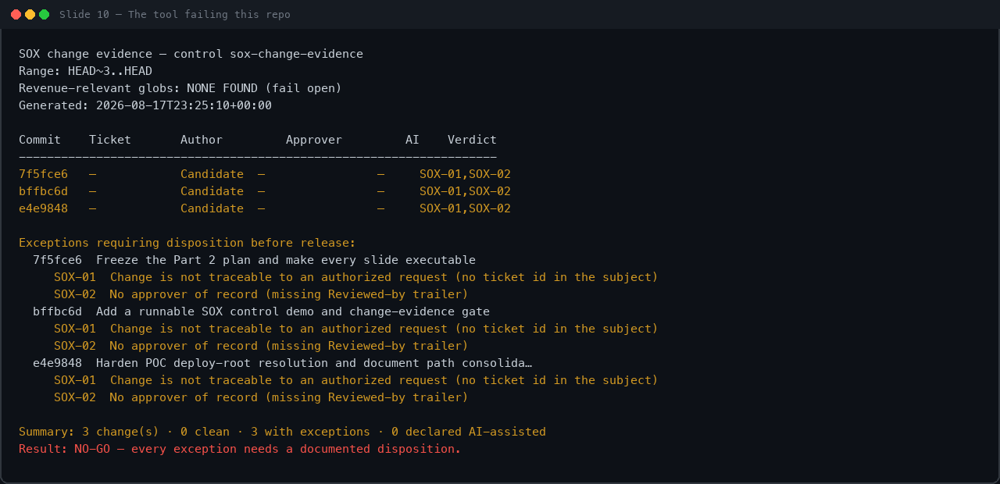 Slide 10 — The tool failing this repo
SOX change evidence — control sox-change-evidence
Range: HEAD~3..HEAD
Revenue-relevant globs: NONE FOUND (fail open)
Generated: 2026-08-17T23:25:10+00:00
Commit Ticket Author Approver AI Verdict
────────────────────────────────────────────────────────────────────
7f5fce6 — Candidate — — SOX-01,SOX-02
bffbc6d — Candidate — — SOX-01,SOX-02
e4e9848 — Candidate — — SOX-01,SOX-02
Exceptions requiring disposition before release:
7f5fce6 Freeze the Part 2 plan and make every slide executable
SOX-01 Change is not traceable to an authorized request (no ticket id in the subject)
SOX-02 No approver of record (missing Reviewed-by trailer)
bffbc6d Add a runnable SOX control demo and change-evidence gate
SOX-01 Change is not traceable to an authorized request (no ticket id in the subject)
SOX-02 No approver of record (missing Reviewed-by trailer)
e4e9848 Harden POC deploy-root resolution and document path consolida…
SOX-01 Change is not traceable to an authorized request (no ticket id in the subject)
SOX-02 No approver of record (missing Reviewed-by trailer)
Summary: 3 change(s) · 0 clean · 3 with exceptions · 0 declared AI-assisted
Result: NO-GO — every exception needs a documented disposition.